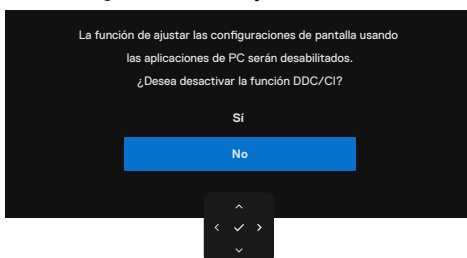 La función de ajustar las configuraciones de pantalla usando
las aplicaciones de PC serán desabilitados.
¿Desea desactivar la función DDC/CI?
Sí
No